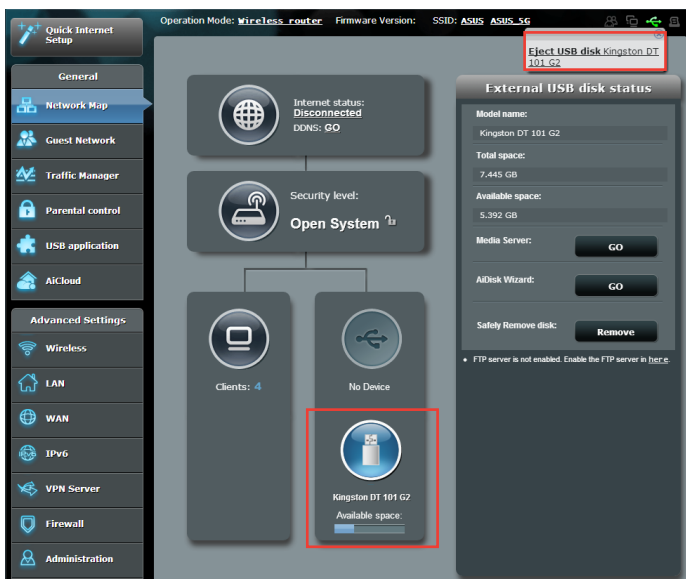 Quick Internet
Setup
Operation Mode: Wireless router Firmware Version: SSID: ASUS ASUS_5G
Eject USB disk Kingston DT
101 G2
General
Network Map
Guest Network
Traffic Manager
Parental control
USB application
AiCloud
Advanced Settings
Wireless
LAN
WAN
IPv6
IPv6
VPN Server
Firewall
Administration
Internet status:
Disconnected
DDNS: GO
Security level:
Open System
Clients: 4
No Device
Kingston DT 101 G2
Available space:
External USB disk status
Model name:
Kingston DT 101 G2
Total space:
7.445 GB
Available space:
5.392 GB
Media Server: GO
AiDisk Wizard: GO
Safely Remove disk: Remove
• FTP server is not enabled. Enable the FTP server in here.